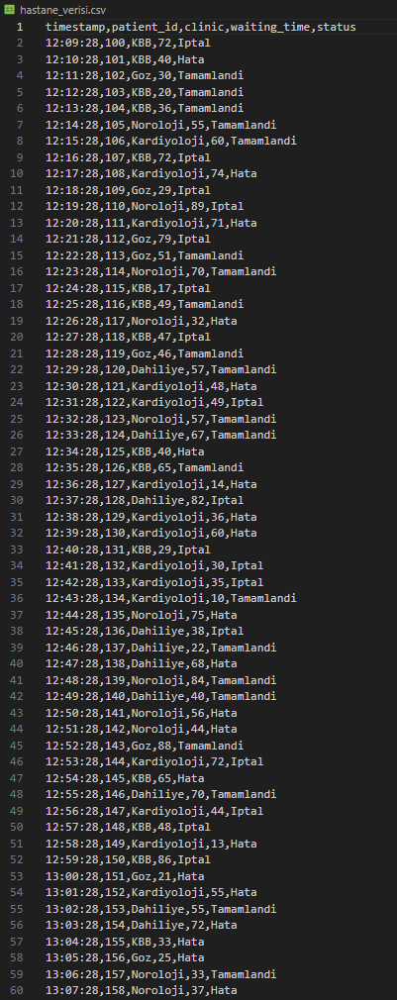 hastane_verisi.csv
1 timestamp,patient_id,clinic,waiting_time,status
2 12:09:28,100,KBB,72,Iptal
3 12:10:28,101,KBB,40,Hata
4 12:11:28,102,Goz,30,Tamamlandi
5 12:12:28,103,KBB,20,Tamamlandi
6 12:13:28,104,KBB,36,Tamamlandi
7 12:14:28,105,Noroloji,55,Tamamlandi
8 12:15:28,106,Kardiyoloji,60,Tamamlandi
9 12:16:28,107,KBB,72,Iptal
10 12:17:28,108,Kardiyoloji,74,Hata
11 12:18:28,109,Goz,29,Iptal
12 12:19:28,110,Noroloji,89,Iptal
13 12:20:28,111,Kardiyoloji,71,Hata
14 12:21:28,112,Goz,79,Iptal
15 12:22:28,113,Goz,51,Tamamlandi
16 12:23:28,114,Noroloji,70,Tamamlandi
17 12:24:28,115,KBB,17,Iptal
18 12:25:28,116,KBB,49,Tamamlandi
19 12:26:28,117,Noroloji,32,Hata
20 12:27:28,118,KBB,47,Iptal
21 12:28:28,119,Goz,46,Tamamlandi
22 12:29:28,120,Dahiliye,57,Tamamlandi
23 12:30:28,121,Kardiyoloji,48,Hata
24 12:31:28,122,Kardiyoloji,49,Iptal
25 12:32:28,123,Noroloji,57,Tamamlandi
26 12:33:28,124,Dahiliye,67,Tamamlandi
27 12:34:28,125,KBB,40,Hata
28 12:35:28,126,KBB,65,Tamamlandi
29 12:36:28,127,Kardiyoloji,14,Hata
30 12:37:28,128,Dahiliye,82,Iptal
31 12:38:28,129,Kardiyoloji,36,Hata
32 12:39:28,130,Kardiyoloji,60,Hata
33 12:40:28,131,KBB,29,Iptal
34 12:41:28,132,Kardiyoloji,30,Iptal
35 12:42:28,133,Kardiyoloji,35,Iptal
36 12:43:28,134,Kardiyoloji,10,Tamamlandi
37 12:44:28,135,Noroloji,75,Hata
38 12:45:28,136,Dahiliye,38,Iptal
39 12:46:28,137,Dahiliye,22,Tamamlandi
40 12:47:28,138,Dahiliye,68,Hata
41 12:48:28,139,Noroloji,84,Tamamlandi
42 12:49:28,140,Dahiliye,40,Tamamlandi
43 12:50:28,141,Noroloji,56,Hata
44 12:51:28,142,Noroloji,44,Hata
45 12:52:28,143,Goz,88,Tamamlandi
46 12:53:28,144,Kardiyoloji,72,Iptal
47 12:54:28,145,KBB,65,Hata
48 12:55:28,146,Dahiliye,70,Tamamlandi
49 12:56:28,147,Kardiyoloji,44,Iptal
50 12:57:28,148,KBB,48,Iptal
51 12:58:28,149,Kardiyoloji,13,Hata
52 12:59:28,150,KBB,86,Iptal
53 13:00:28,151,Goz,21,Hata
54 13:01:28,152,Kardiyoloji,55,Hata
55 13:02:28,153,Dahiliye,55,Tamamlandi
56 13:03:28,154,Dahiliye,72,Hata
57 13:04:28,155,KBB,33,Hata
58 13:05:28,156,Goz,25,Hata
59 13:06:28,157,Noroloji,33,Tamamlandi
60 13:07:28,158,Noroloji,37,Hata